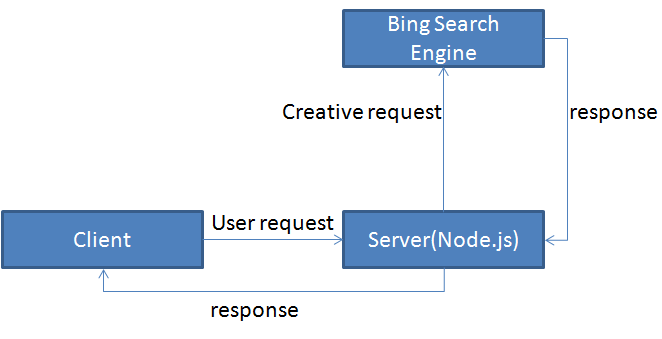 Bing Search
Engine
Creative request
response
User request
Client
Server(Node.js)
response